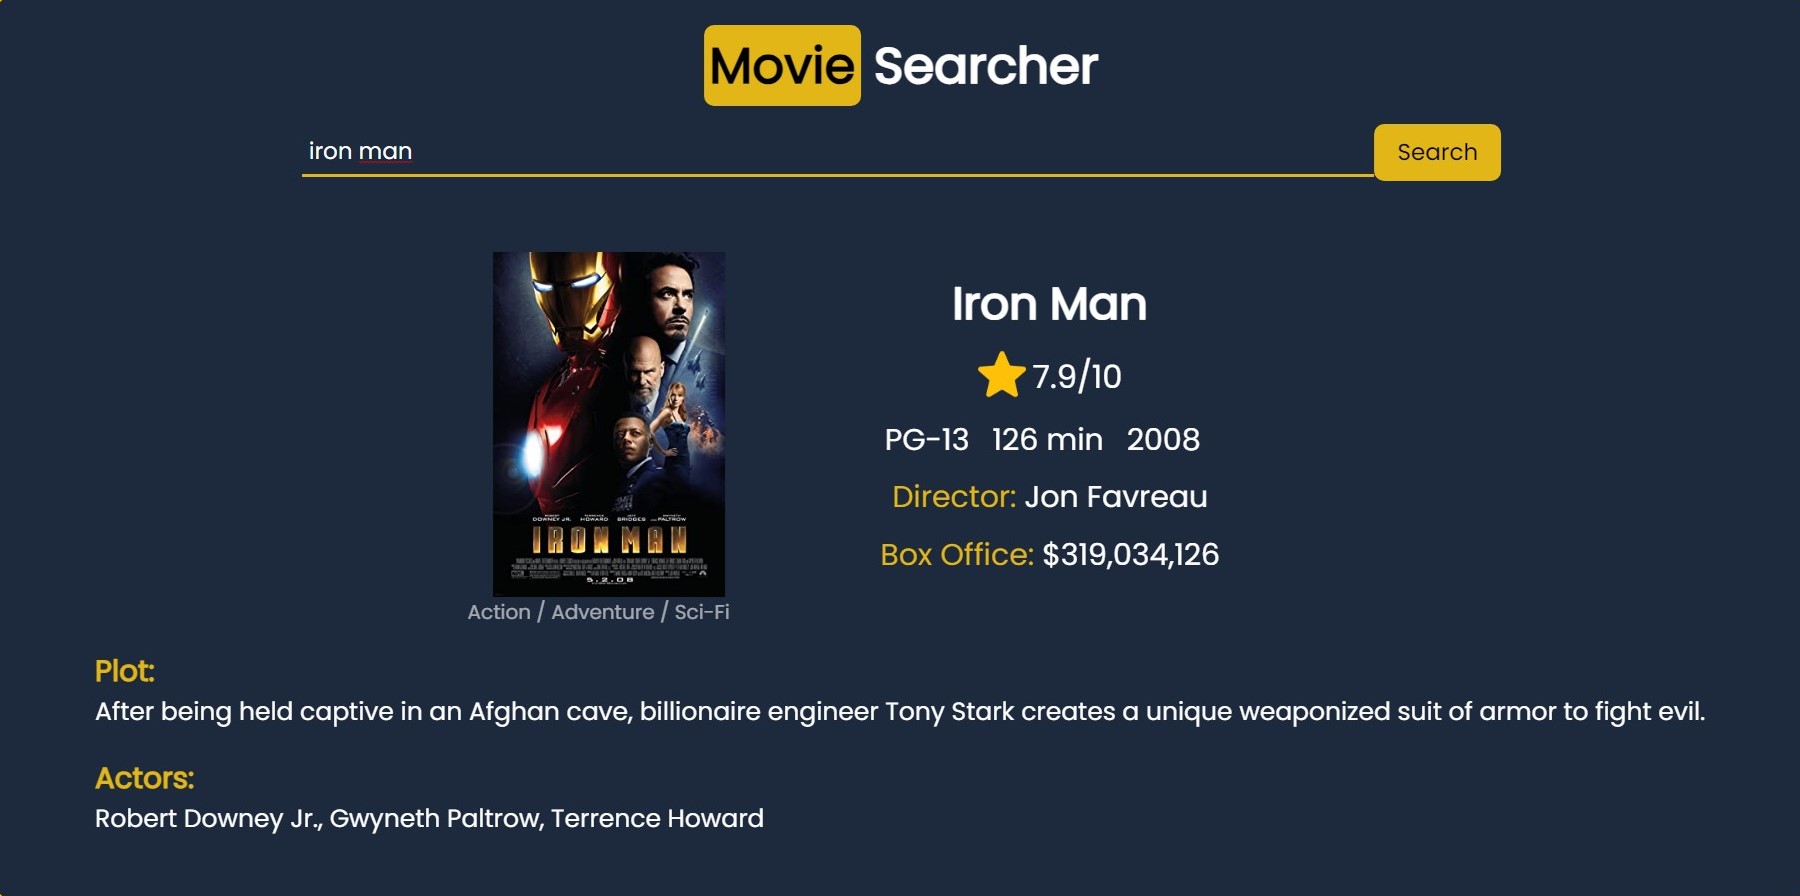 Movie Searcher
iron man
Search
Iron Man
7.9/10
PG-13 126 min 2008
Director: Jon Favreau
Box Office: $319,034,126
ROBERT TERRENCE JEFF GWYNETH
DOWNEY JR. HOWARD BRIDGES AND PALTROW
IRON MAN
5.2.08
Action / Adventure / Sci-Fi
Plot:
After being held captive in an Afghan cave, billionaire engineer Tony Stark creates a unique weaponized suit of armor to fight evil.
Actors:
Robert Downey Jr., Gwyneth Paltrow, Terrence Howard